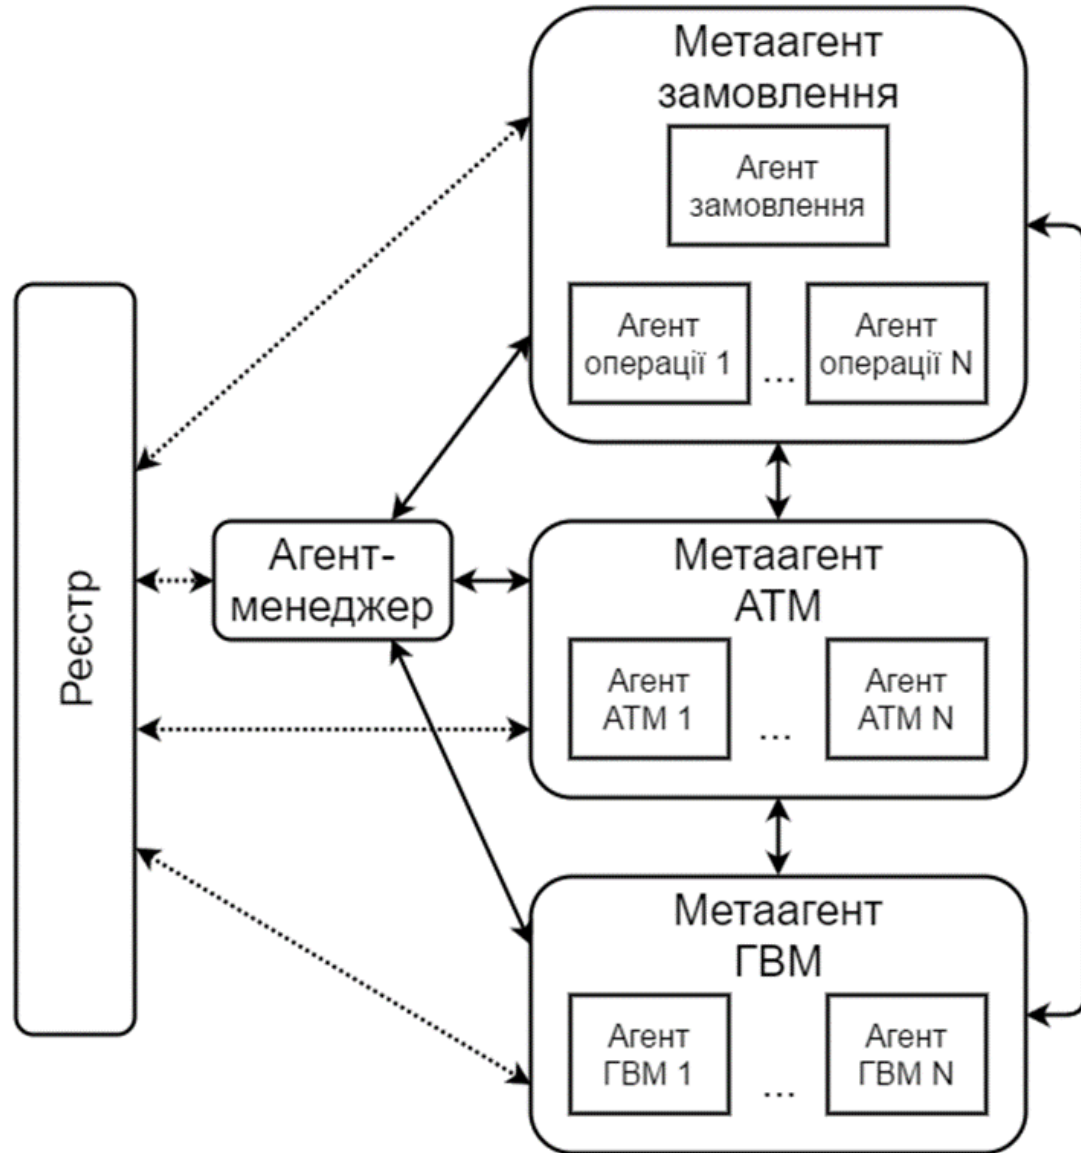 Реєстр
Агент-
менеджер
Метаагент
замовлення
Агент
замовлення
Агент
операції 1
...
Агент
операції N
Метаагент
АТМ
Агент
АТМ 1
...
Агент
АТМ N
Метаагент
ГВМ
Агент
ГВМ 1
...
Агент
ГВМ N